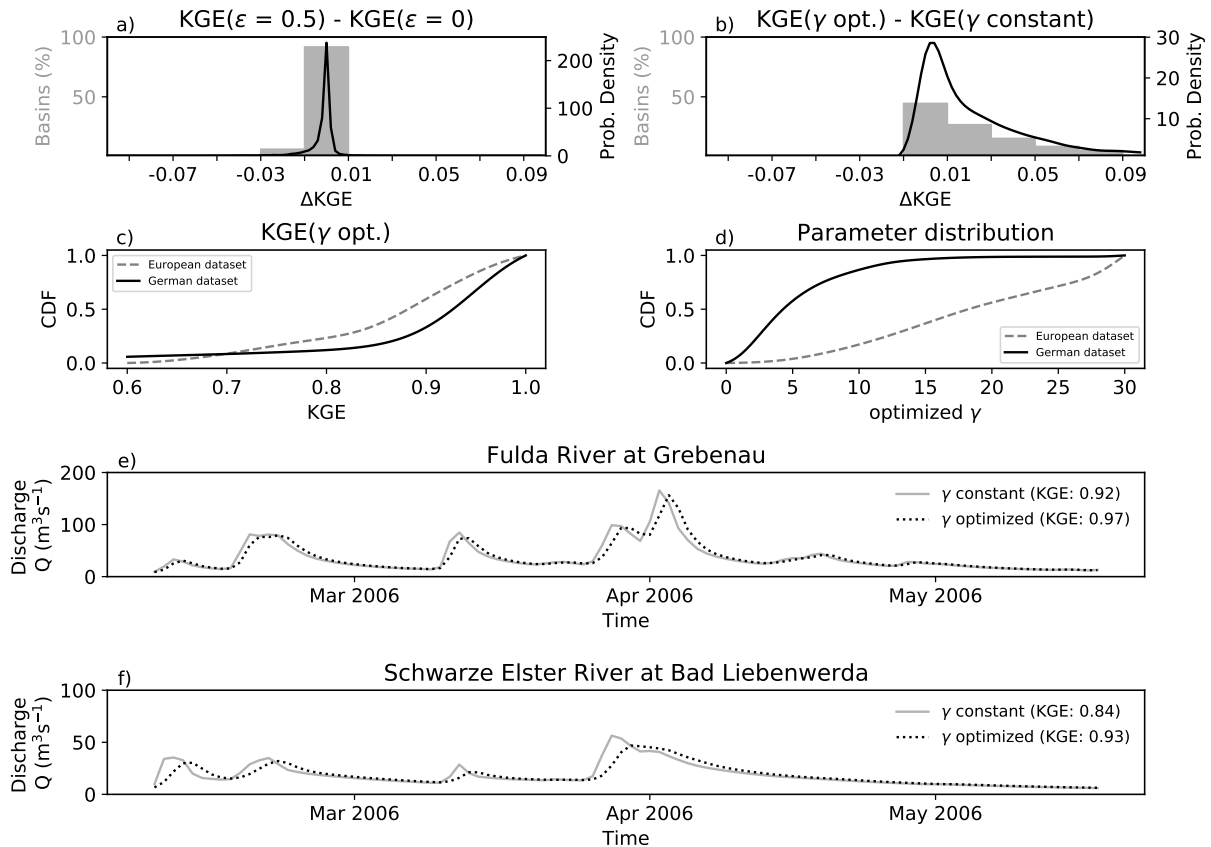 a) KGE(ε = 0.5) - KGE(ε = 0)
100
50
Basins (%)
200
100
0
Prob. Density
-0.07 -0.03 0.01 0.05 0.09
ΔKGE
b) KGE(γ opt.) - KGE(γ constant)
100
50
Basins (%)
30
20
10
Prob. Density
-0.07 -0.03 0.01 0.05 0.09
ΔKGE
c) KGE(γ opt.)
1.0
0.5
0.0
CDF
European dataset
German dataset
0.6 0.7 0.8 0.9 1.0
KGE
d) Parameter distribution
1.0
0.5
0.0
CDF
European dataset
German dataset
0 5 10 15 20 25 30
optimized γ
e) Fulda River at Grebenau
200
100
0
Discharge
Q (m³s⁻¹)
γ constant (KGE: 0.92)
γ optimized (KGE: 0.97)
Mar 2006 Apr 2006 May 2006
Time
f) Schwarze Elster River at Bad Liebenwerda
100
50
0
Discharge
Q (m³s⁻¹)
γ constant (KGE: 0.84)
γ optimized (KGE: 0.93)
Mar 2006 Apr 2006 May 2006
Time